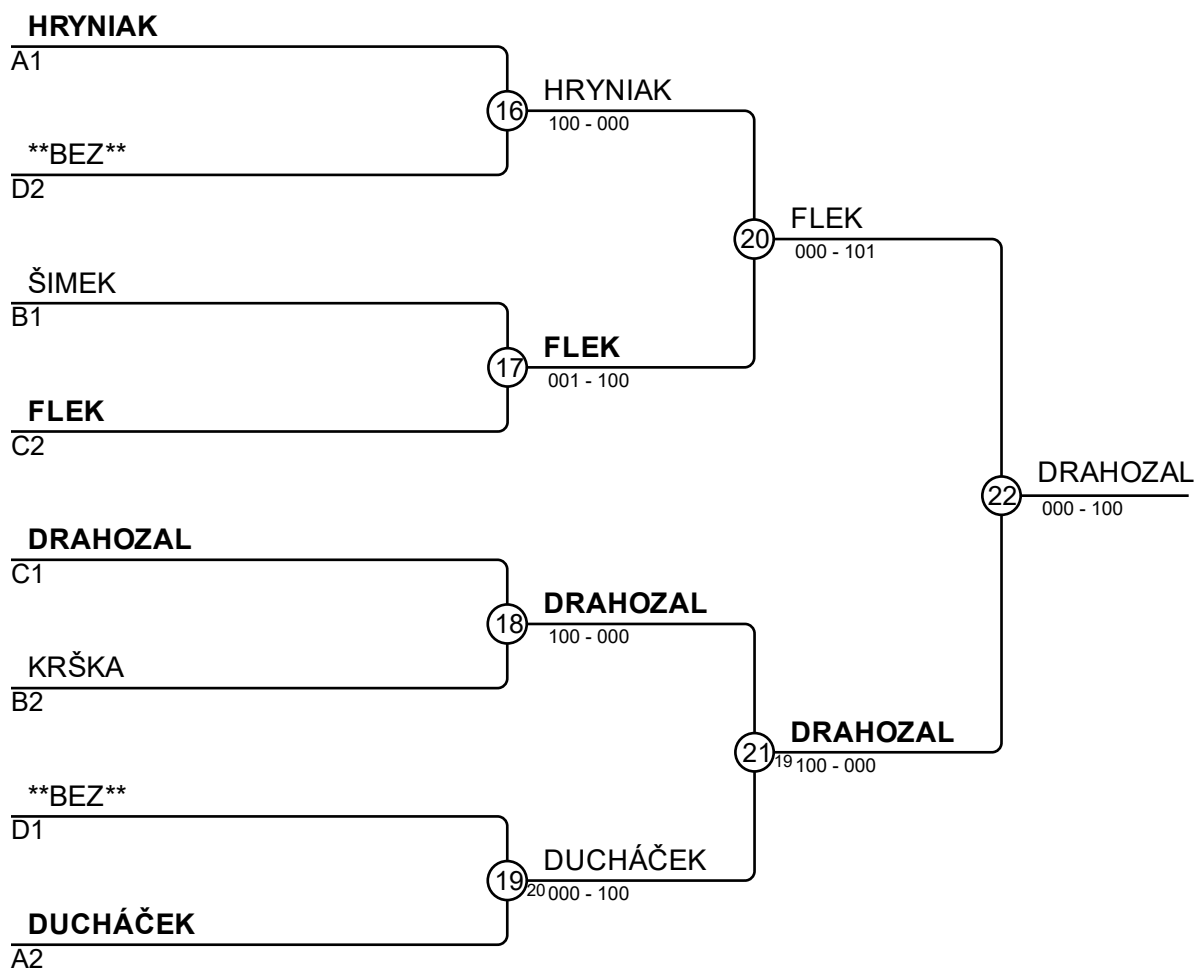 HRYNIAK
A1
16
HRYNIAK
100 - 000
**BEZ**
D2
20
FLEK
000 - 101
ŠIMEK
B1
17
FLEK
001 - 100
FLEK
C2
22
DRAHOZAL
000 - 100
DRAHOZAL
C1
18
DRAHOZAL
100 - 000
KRŠKA
B2
21
DRAHOZAL
19 100 - 000
**BEZ**
D1
19
DUCHÁČEK
20 000 - 100
DUCHÁČEK
A2